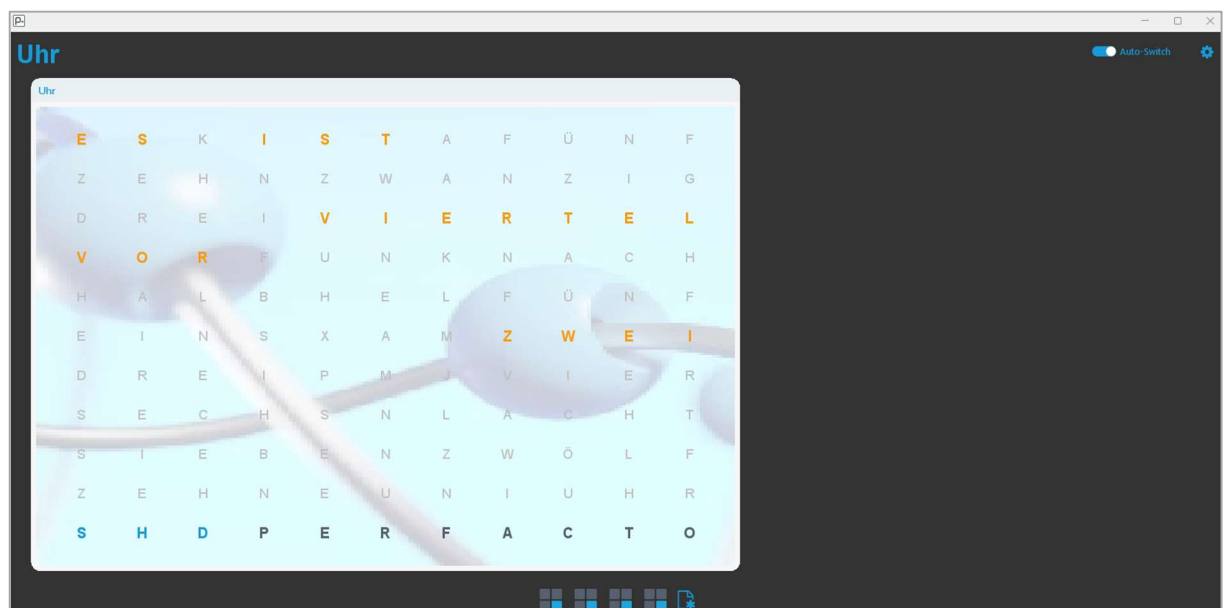 P-
Uhr
Auto-Switch
Uhr
E S K I S T A F Ü N F
Z E H N Z W A N Z I G
D R E I V I E R T E L
V O R F U N K N A C H
H A L B H E L F Ü N F
E I N S X A M Z W E I
D R E I P M J V I E R
S E C H S N L A C H T
S I E B E N Z W Ö L F
Z E H N E U N I U H R
S H D P E R F A C T O